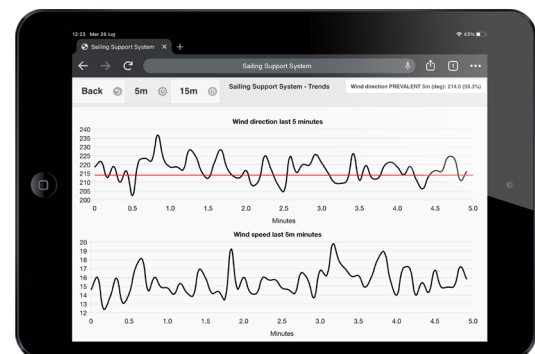 12:23 Mer 28 lug
43%
Sailing Support System × +
Sailing Support System
1
Back 5m 15m Sailing Support System - Trends Wind direction PREVALENT 5m (deg): 214.0 (59.3%)
Wind direction last 5 minutes
240
235
230
225
220
215
210
205
200
0 0.5 1.0 1.5 2.0 2.5 3.0 3.5 4.0 4.5 5.0
Minutes
Wind speed last 5m minutes
20
19
18
17
16
15
14
13
12
0 0.5 1.0 1.5 2.0 2.5 3.0 3.5 4.0 4.5 5.0
Minutes